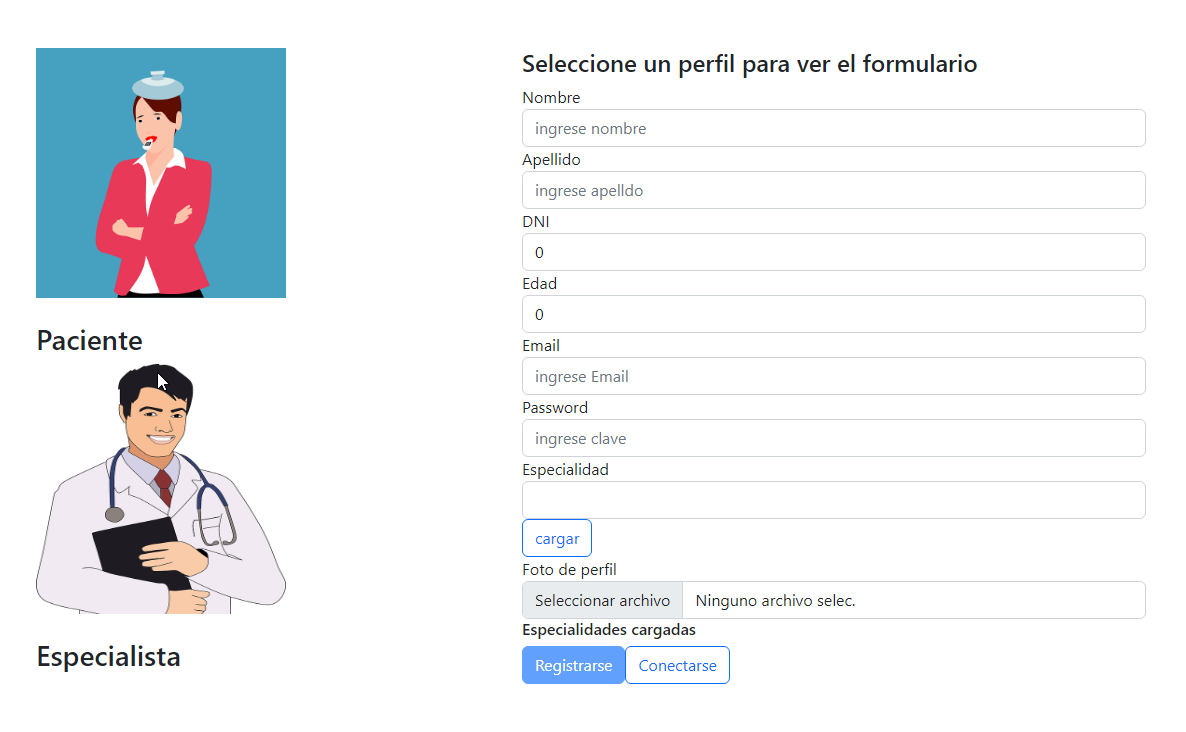 Paciente
Especialista
Seleccione un perfil para ver el formulario
Nombre
ingrese nombre
Apellido
ingrese apelldo
DNI
0
Edad
0
Email
ingrese Email
Password
ingrese clave
Especialidad
cargar
Foto de perfil
Seleccionar archivo Ninguno archivo selec.
Especialidades cargadas
Registrarse Conectarse